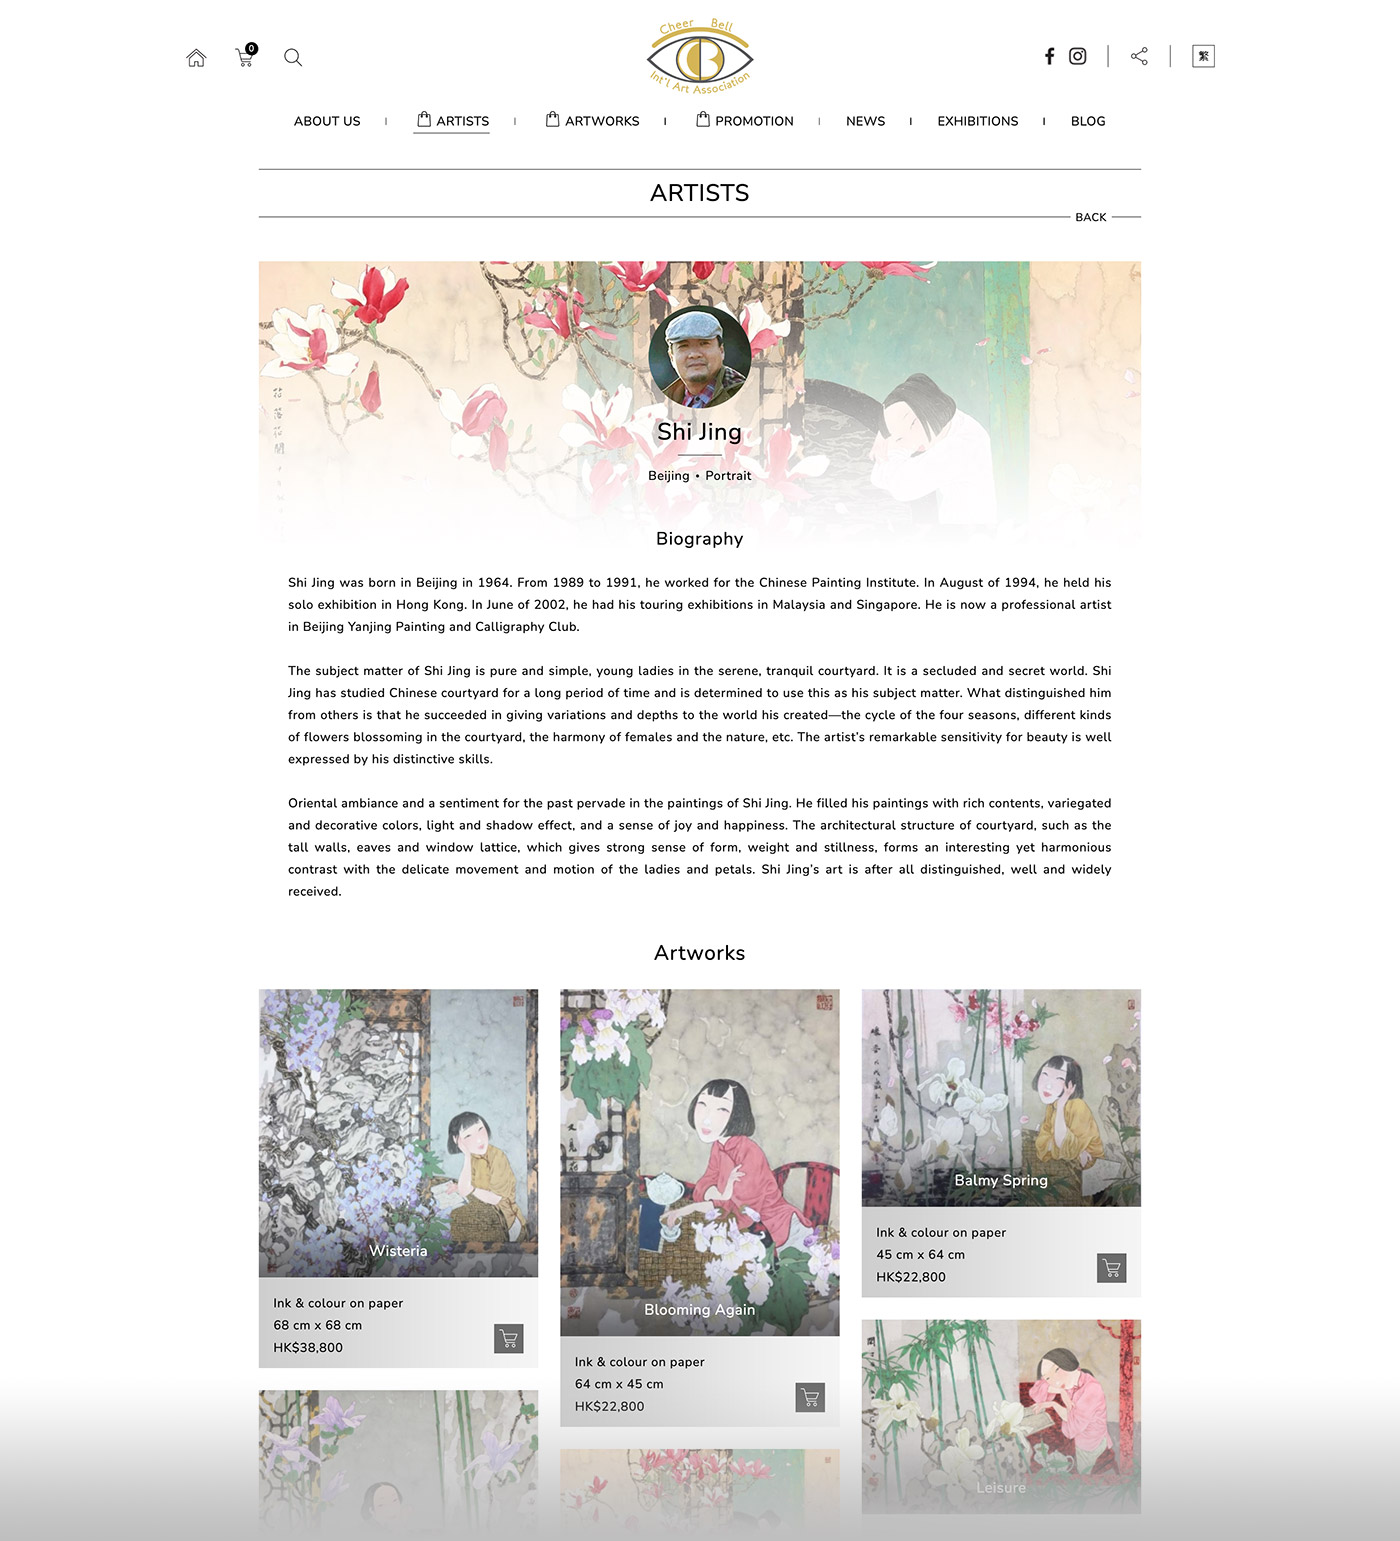 Cheer Bell
Int'l Art Association
0
繁
ABOUT US
ARTISTS
ARTWORKS
PROMOTION
NEWS
EXHIBITIONS
BLOG
ARTISTS
BACK
Shi Jing
Beijing • Portrait
Biography
Shi Jing was born in Beijing in 1964. From 1989 to 1991, he worked for the Chinese Painting Institute. In August of 1994, he held his
solo exhibition in Hong Kong. In June of 2002, he had his touring exhibitions in Malaysia and Singapore. He is now a professional artist
in Beijing Yanjing Painting and Calligraphy Club.
The subject matter of Shi Jing is pure and simple, young ladies in the serene, tranquil courtyard. It is a secluded and secret world. Shi
Jing has studied Chinese courtyard for a long period of time and is determined to use this as his subject matter. What distinguished him
from others is that he succeeded in giving variations and depths to the world his created—the cycle of the four seasons, different kinds
of flowers blossoming in the courtyard, the harmony of females and the nature, etc. The artist's remarkable sensitivity for beauty is well
expressed by his distinctive skills.
Oriental ambiance and a sentiment for the past pervade in the paintings of Shi Jing. He filled his paintings with rich contents, variegated
and decorative colors, light and shadow effect, and a sense of joy and happiness. The architectural structure of courtyard, such as the
tall walls, eaves and window lattice, which gives strong sense of form, weight and stillness, forms an interesting yet harmonious
contrast with the delicate movement and motion of the ladies and petals. Shi Jing's art is after all distinguished, well and widely
received.
Artworks
Wisteria
Ink & colour on paper
68 cm x 68 cm
HK$38,800
Blooming Again
Ink & colour on paper
64 cm x 45 cm
HK$22,800
Balmy Spring
Ink & colour on paper
45 cm x 64 cm
HK$22,800
Leisure